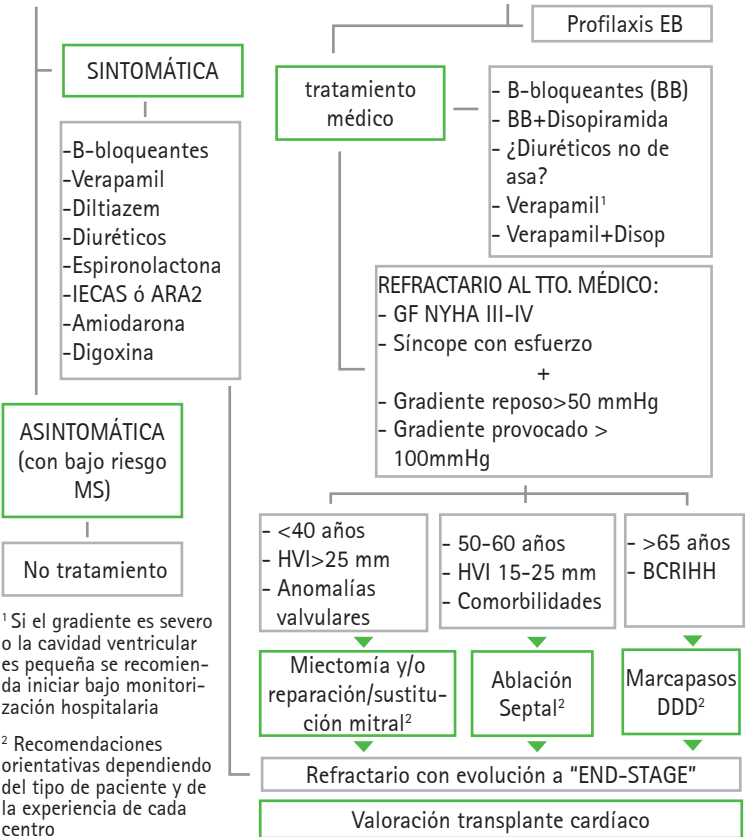 Profilaxis EB
SINTOMÁTICA
-B-bloqueantes
-Verapamil
-Diltiazem
-Diuréticos
-Espironolactona
-IECAS ó ARA2
-Amiodarona
-Digoxina
ASINTOMÁTICA
(con bajo riesgo
MS)
No tratamiento
¹ Si el gradiente es severo
o la cavidad ventricular
es pequeña se recomien-
da iniciar bajo monitori-
zación hospitalaria
² Recomendaciones
orientativas dependiendo
del tipo de paciente y de
la experiencia de cada
centro
tratamiento
médico
- B-bloqueantes (BB)
- BB+Disopiramida
- ¿Diuréticos no de
asa?
- Verapamil¹
- Verapamil+Disop
REFRACTARIO AL TTO. MÉDICO:
- GF NYHA III-IV
- Síncope con esfuerzo
+
- Gradiente reposo>50 mmHg
- Gradiente provocado >
100mmHg
- <40 años
- HVI>25 mm
- Anomalías
valvulares
- 50-60 años
- HVI 15-25 mm
- Comorbilidades
- >65 años
- BCRIHH
Miectomía y/o
reparación/sustitu-
ción mitral²
Ablación
Septal²
Marcapasos
DDD²
Refractario con evolución a "END-STAGE"
Valoración transplante cardíaco